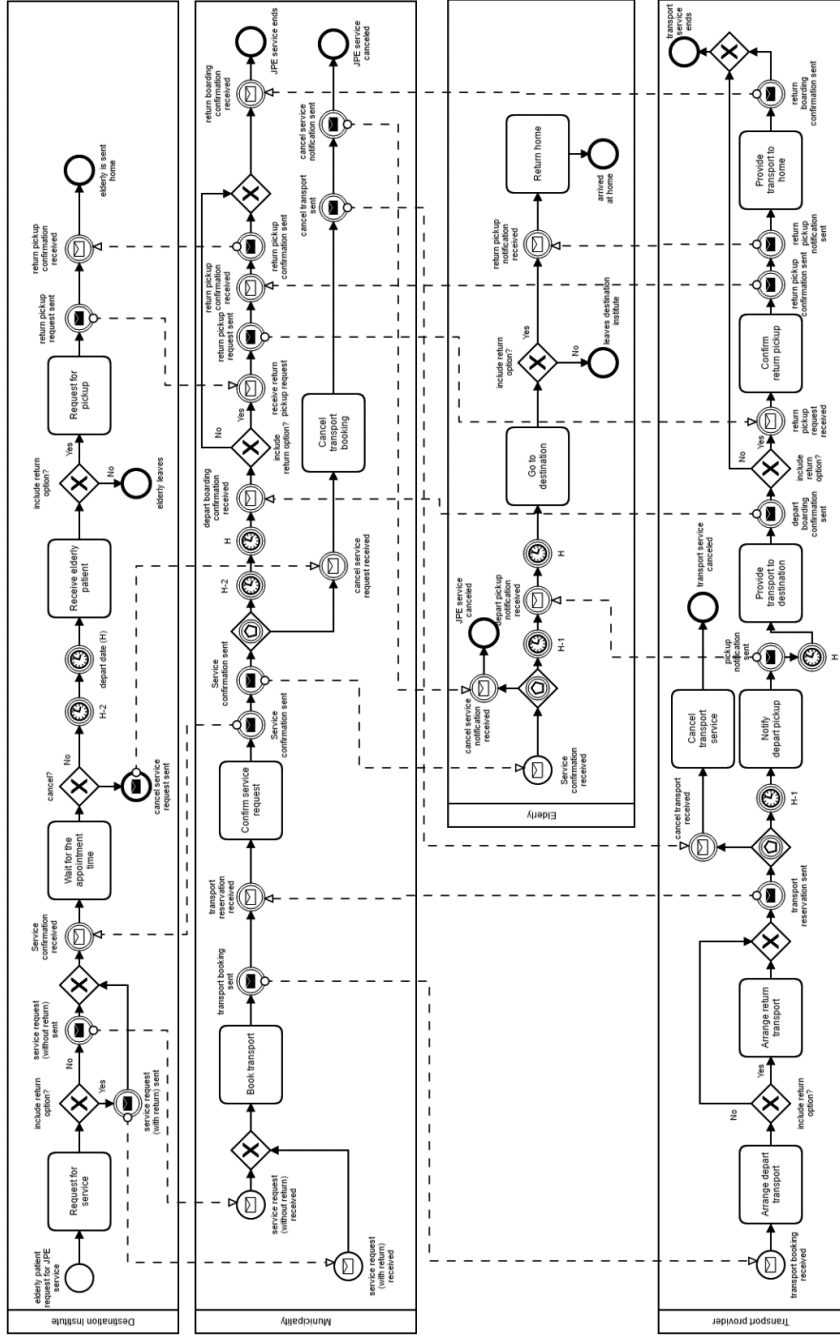 Destination Institute
elderly patient
request for JPE
service
Request for
service
include return
option?
No
Yes
service request
(without return)
sent
service request
(with return) sent
Service
confirmation
received
Wait for the
appointment
time
cancel?
No
cancel service
request sent
H-2
depart date (H)
Receive elderly
patient
include return
option?
Yes
No
elderly leaves
Request for
pickup
return pickup
request sent
return pickup
confirmation
received
elderly is sent
home
Municipality
service request
(with return)
received
service request
(without return)
received
Book transport
transport booking
sent
transport
reservation
received
Confirm service
request
Service
confirmation sent
Service
confirmation sent
H-2
H
cancel service
request received
depart boarding
confirmation
received
include
return option?
No
Yes
receive return
pickup request
return pickup
request sent
return pickup
confirmation
received
return pickup
confirmation sent
return boarding
confirmation
received
JPE service ends
Cancel
transport
booking
cancel transport
sent
cancel service
notification sent
JPE service
canceled
Elderly
Service
confirmation
received
cancel service
notification
received
JPE service
canceled
H-1
depart pickup
notification
received
H
Go to
destination
include return
option?
Yes
No
leaves destination
institute
return pickup
notification
received
Return home
arrived
at home
Transport provider
transport booking
received
Arrange depart
transport
include return
option?
No
Yes
Arrange return
transport
transport
reservation sent
cancel transport
received
Cancel
transport
service
transport service
canceled
H-1
Notify
depart pickup
pickup
notification
sent
H
Provide
transport to
destination
depart
boarding
confirmation
sent
include
return
option?
No
Yes
return
pickup
request
received
Confirm
return pickup
return pickup
confirmation sent
return
pickup
notification
sent
Provide
transport to
home
return
boarding
confirmation sent
transport
service
ends